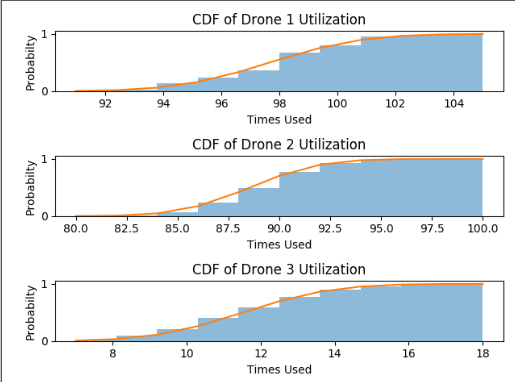 CDF of Drone 1 Utilization
1
Probabilty
0
92 94 96 98 100 102 104
Times Used
CDF of Drone 2 Utilization
1
Probabilty
0
80.0 82.5 85.0 87.5 90.0 92.5 95.0 97.5 100.0
Times Used
CDF of Drone 3 Utilization
1
Probabilty
0
8 10 12 14 16 18
Times Used